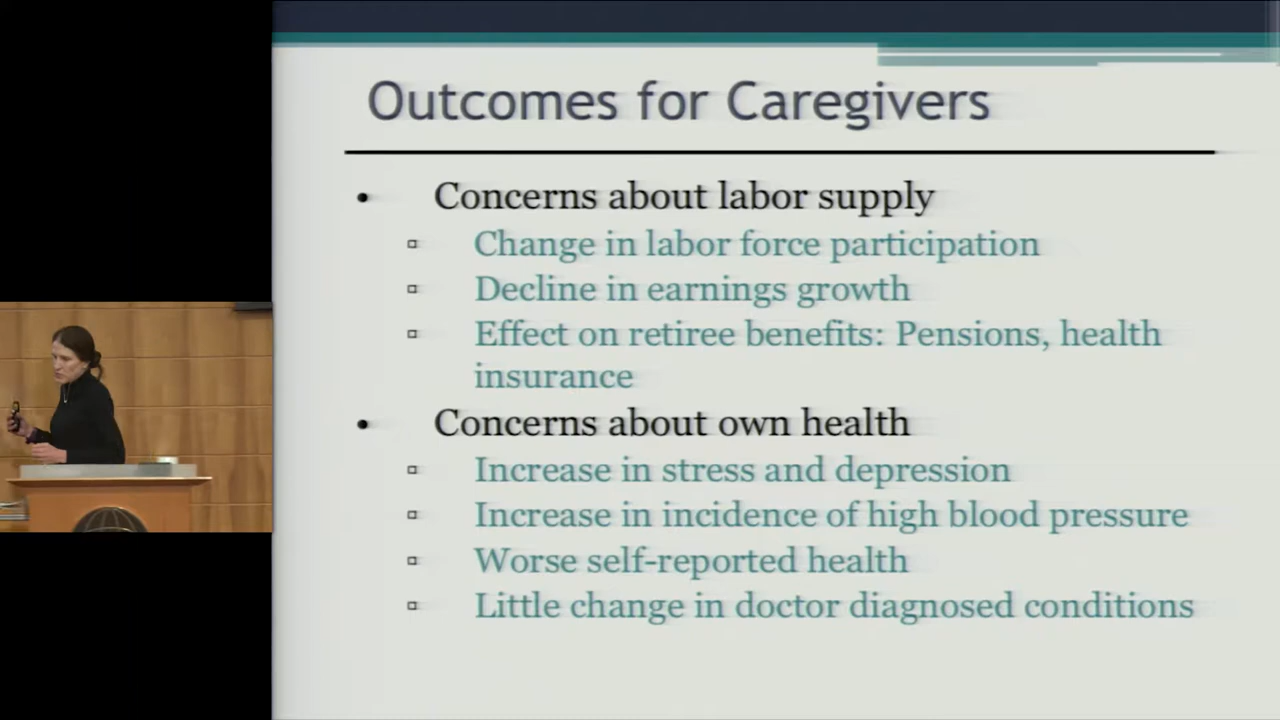 Outcomes for Caregivers
• Concerns about labor supply
▫ Change in labor force participation
▫ Decline in earnings growth
▫ Effect on retiree benefits: Pensions, health
insurance
• Concerns about own health
▫ Increase in stress and depression
▫ Increase in incidence of high blood pressure
▫ Worse self-reported health
▫ Little change in doctor diagnosed conditions